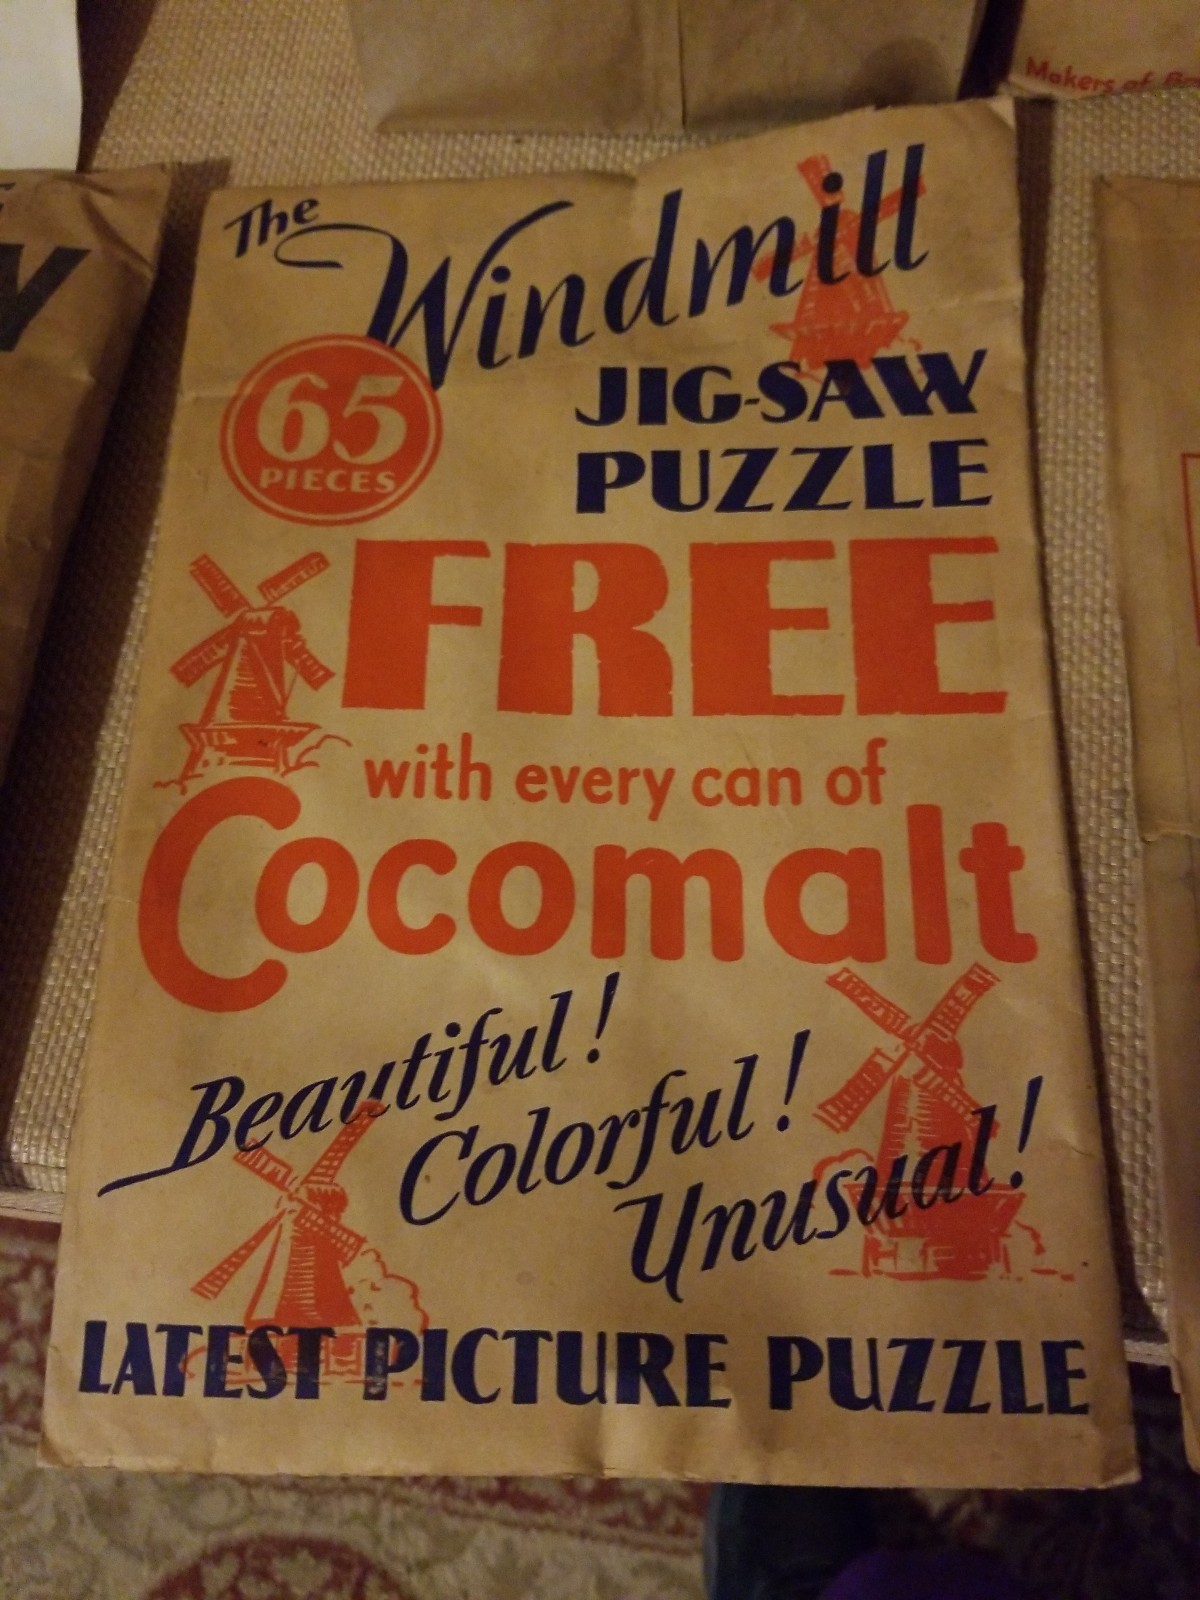 Makers of
W
The Windmill
65
PIECES
JIG-SAW
PUZZLE
FREE
with every can of
Cocomalt
Beautiful!
Colorful!
Unusual!
LATEST PICTURE PUZZLE